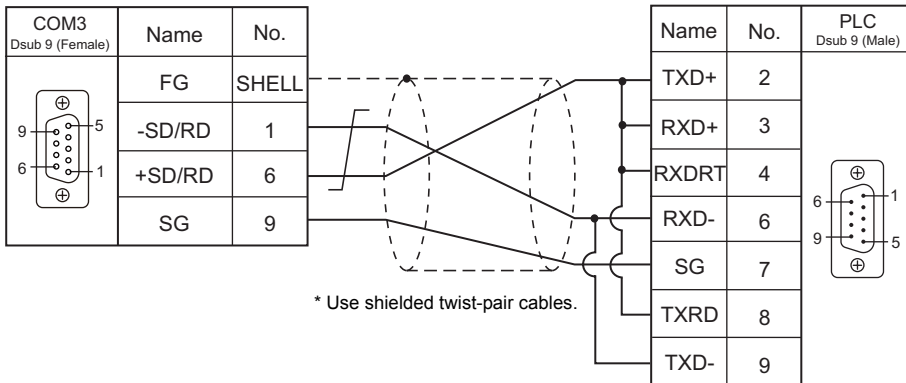 COM3
Dsub 9 (Female)
Name
No.
FG
SHELL
-SD/RD
1
+SD/RD
6
SG
9
9
5
6
1
* Use shielded twist-pair cables.
Name
No.
PLC
Dsub 9 (Male)
TXD+
2
RXD+
3
RXDRT
4
RXD-
6
SG
7
TXRD
8
TXD-
9
6
1
9
5